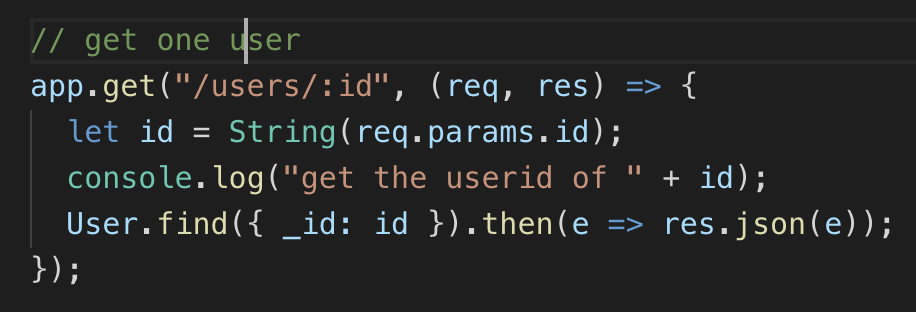 // get one user
app.get("/users/:id", (req, res) => {
let id = String(req.params.id);
console.log("get the userid of " + id);
User.find({ _id: id }).then(e => res.json(e));
});